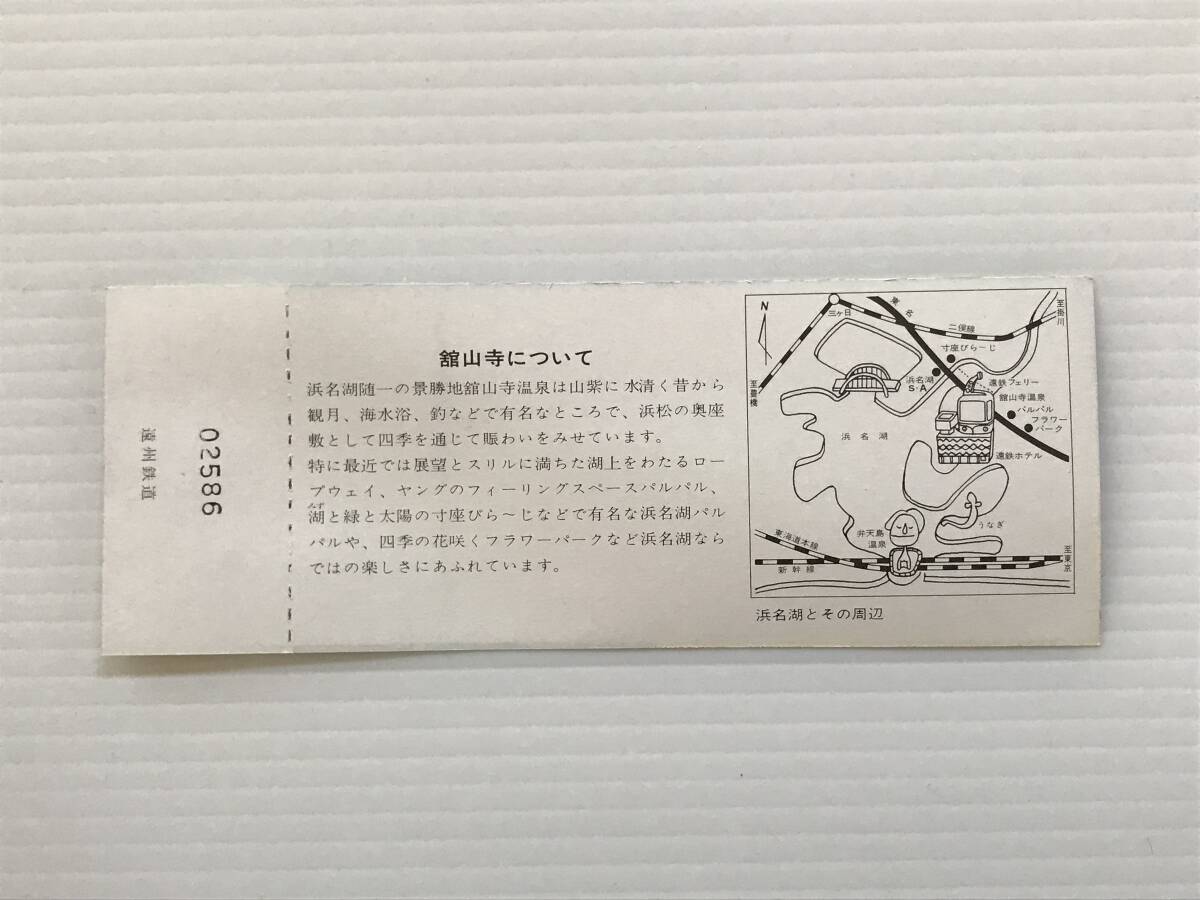 舘山寺について
浜名湖随一の景勝地舘山寺温泉は山紫に水清く昔から
観月、海水浴、釣などで有名なところで、浜松の奥座
敷として四季を通じて賑わいをみせています。
特に最近では展望とスリルに満ちた湖上をわたるロー
プウェイ、ヤングのフィーリングスペースパルパル、
みず
湖と緑と太陽の寸座びら〜じなどで有名な浜名湖パル
パルや、四季の花咲くフラワーパークなど浜名湖なら
ではの楽しさにあふれています。
02586
遠州鉄道
N
三ヶ日
東名
二俣線
至掛川
至豊橋
寸座びら〜じ
浜名湖
S・A
遠鉄フェリー
舘山寺温泉
パルパル
フラワー
パーク
遠鉄ホテル
浜名湖
うなぎ
弁天島
温泉
東海道本線
新幹線
至東京
浜名湖とその周辺